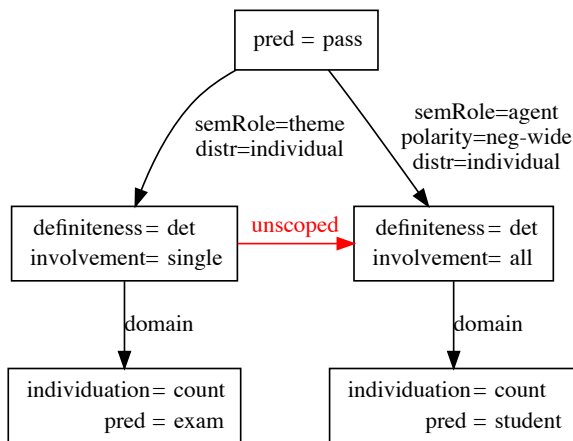 pred = pass
semRole=theme
distr=individual
semRole=agent
polarity=neg-wide
distr=individual
definiteness= det
involvement= single
unscoped
definiteness= det
involvement= all
domain
domain
individuation= count
pred = exam
individuation= count
pred = student